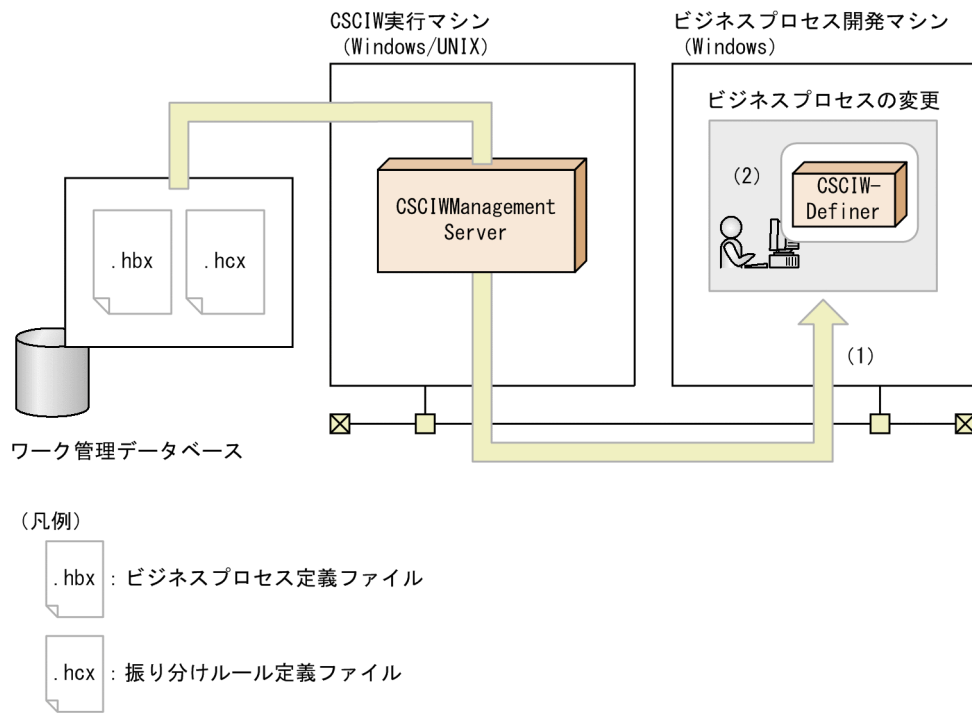 CSCIW実行マシン
（Windows/UNIX）
ビジネスプロセス開発マシン
（Windows）
ビジネスプロセスの変更
（2）
CSCIW-
Definer
CSCIWManagement
Server
.hbx
.hcx
（1）
ワーク管理データベース
（凡例）
.hbx：ビジネスプロセス定義ファイル
.hcx：振り分けルール定義ファイル